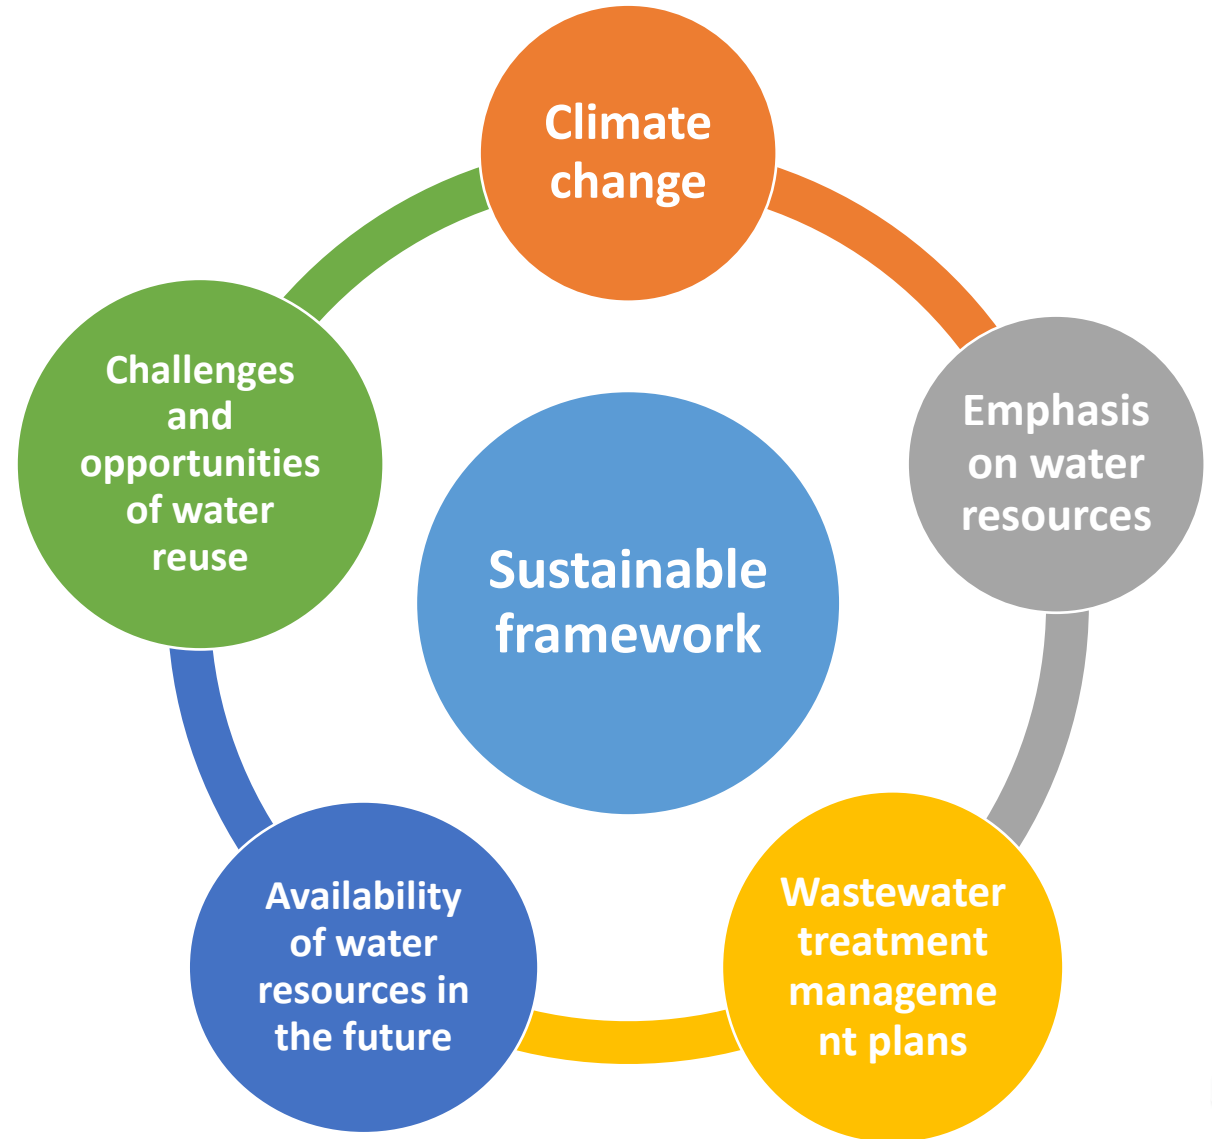 Climate
change
Emphasis
on water
resources
Wastewater
treatment
manageme
nt plans
Availability
of water
resources in
the future
Challenges
and
opportunities
of water
reuse
Sustainable
framework